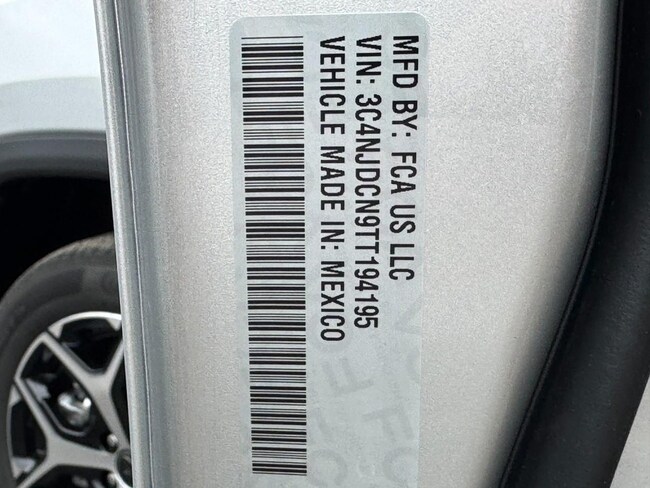 MFD BY: FCA US LLC
VIN: 3C4NJDCN9TT194195
VEHICLE MADE IN: MEXICO